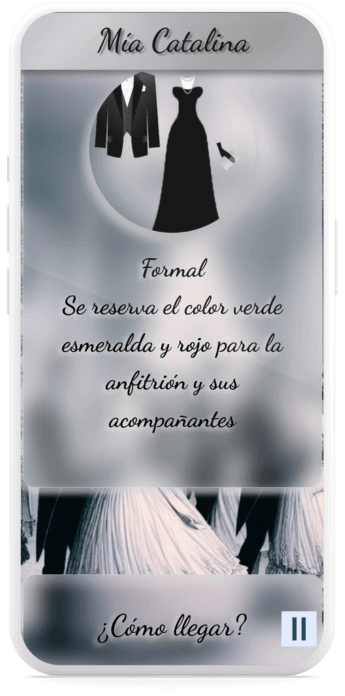 Mía Catalina
Formal
Se reserva el color verde
esmeralda y rojo para la
anfitrión y sus
acompañantes
¿Cómo llegar?